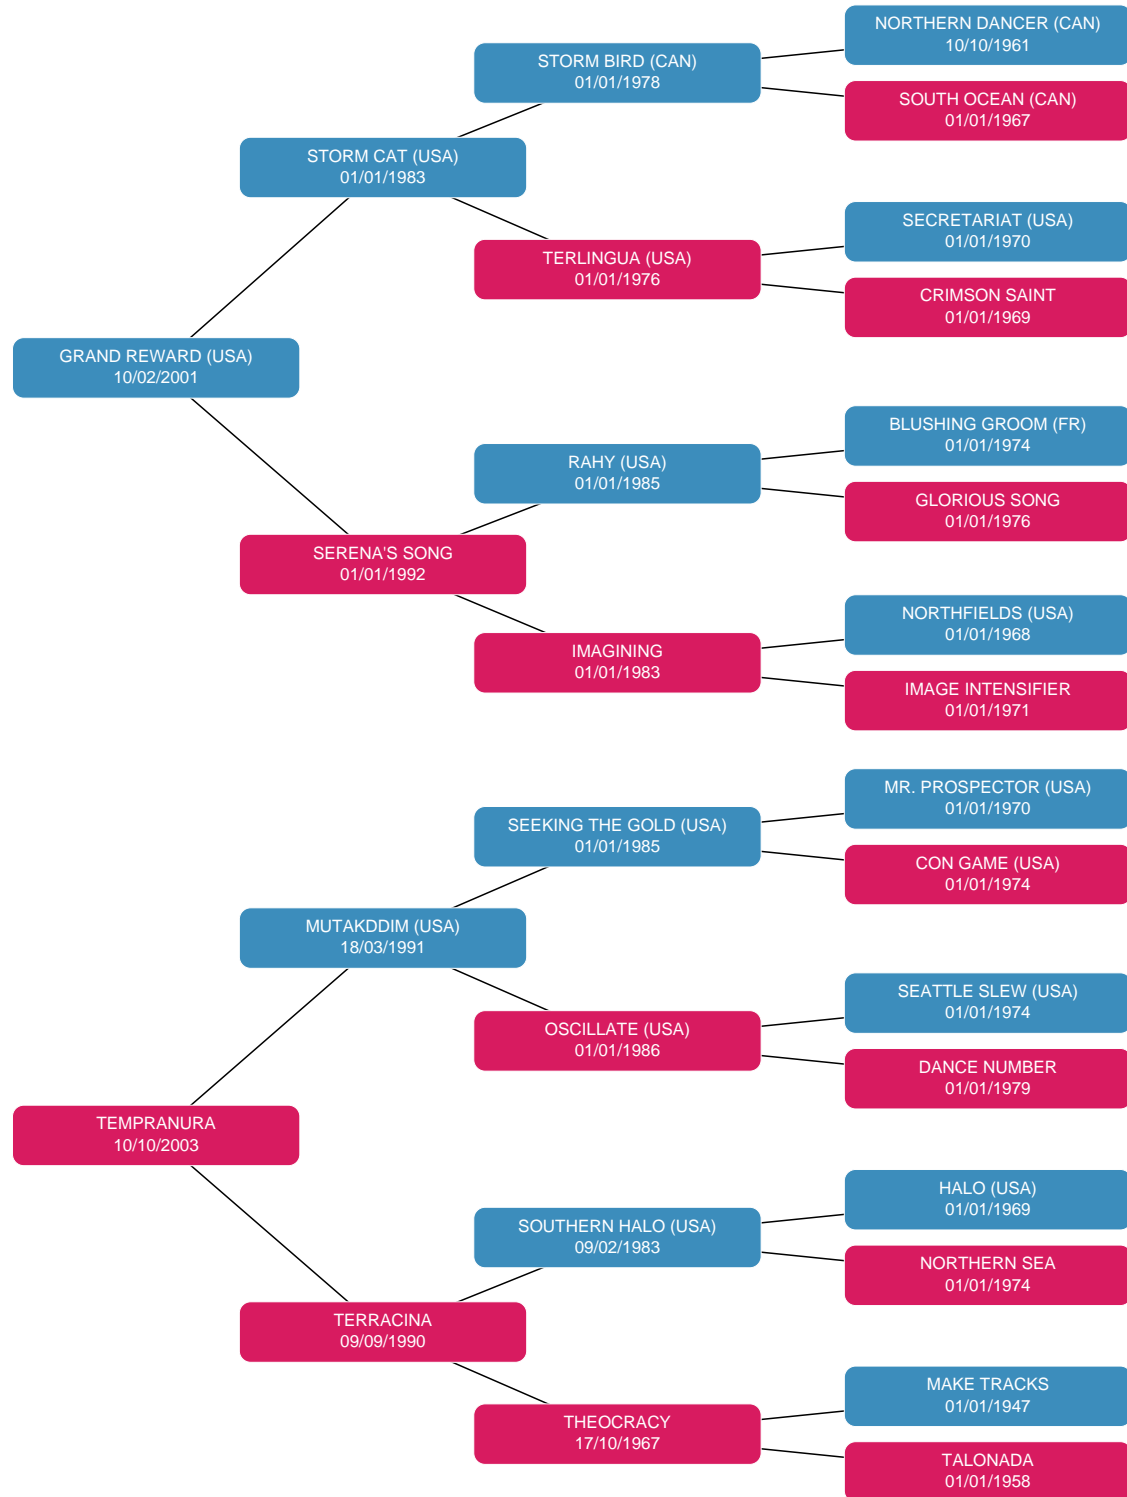 NORTHERN DANCER (CAN)
10/10/1961
STORM BIRD (CAN)
01/01/1978
SOUTH OCEAN (CAN)
01/01/1967
STORM CAT (USA)
01/01/1983
SECRETARIAT (USA)
01/01/1970
TERLINGUA (USA)
01/01/1976
CRIMSON SAINT
01/01/1969
GRAND REWARD (USA)
10/02/2001
BLUSHING GROOM (FR)
01/01/1974
RAHY (USA)
01/01/1985
GLORIOUS SONG
01/01/1976
SERENA'S SONG
01/01/1992
NORTHFIELDS (USA)
01/01/1968
IMAGINING
01/01/1983
IMAGE INTENSIFIER
01/01/1971
MR. PROSPECTOR (USA)
01/01/1970
SEEKING THE GOLD (USA)
01/01/1985
CON GAME (USA)
01/01/1974
MUTAKDDIM (USA)
18/03/1991
SEATTLE SLEW (USA)
01/01/1974
OSCILLATE (USA)
01/01/1986
DANCE NUMBER
01/01/1979
TEMPRANURA
10/10/2003
HALO (USA)
01/01/1969
SOUTHERN HALO (USA)
09/02/1983
NORTHERN SEA
01/01/1974
TERRACINA
09/09/1990
MAKE TRACKS
01/01/1947
THEOCRACY
17/10/1967
TALONADA
01/01/1958